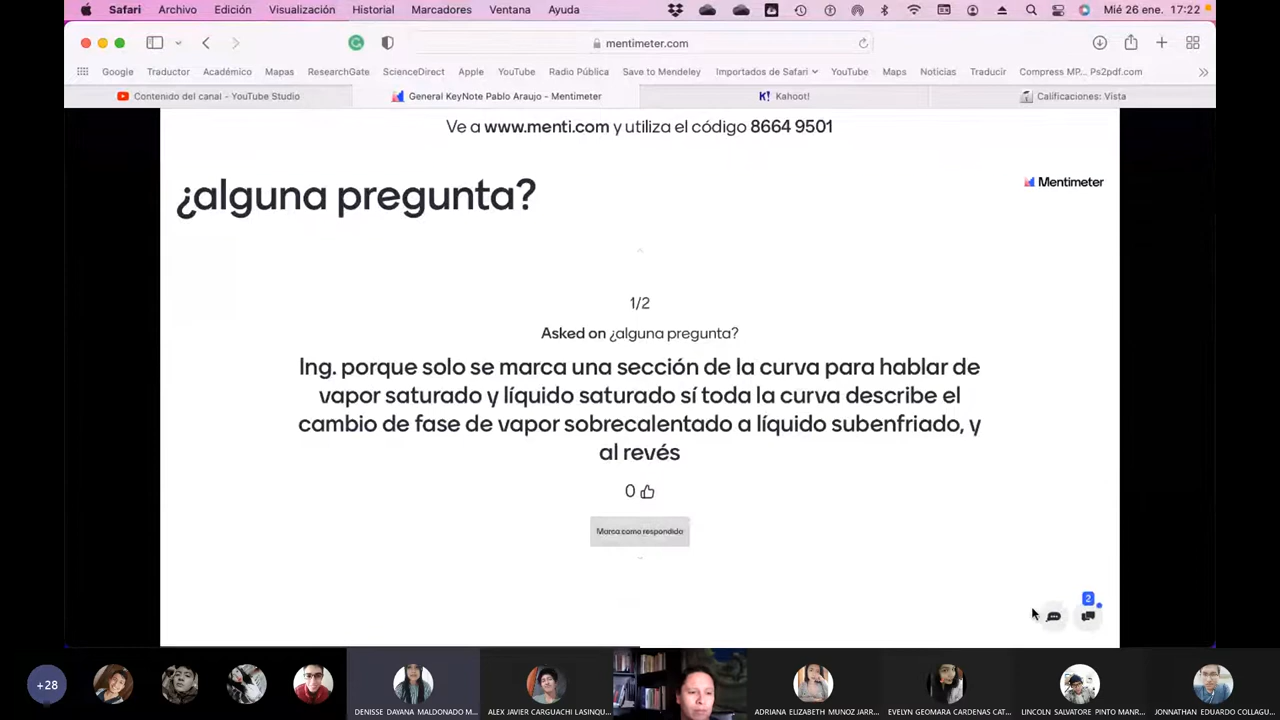 Safari Archivo Edición Visualización Historial Marcadores Ventana Ayuda Mié 26 ene. 17:22
mentimeter.com
Google Traductor Académico Mapas ResearchGate ScienceDirect Apple YouTube Radio Pública Save to Mendeley Importados de Safari YouTube Maps Noticias Traducir Compress MP... Ps2pdf.com
Contenido del canal - YouTube Studio General KeyNote Pablo Araujo - Mentimeter K! Kahoot! Calificaciones: Vista
Ve a www.menti.com y utiliza el código 8664 9501
¿alguna pregunta?
Mentimeter
1/2
Asked on ¿alguna pregunta?
Ing. porque solo se marca una sección de la curva para hablar de
vapor saturado y líquido saturado sí toda la curva describe el
cambio de fase de vapor sobrecalentado a líquido subenfriado, y
al revés
0
Marca como respondido
2
+28
DENISSE DAYANA MALDONADO M... ALEX JAVIER CARGUACHI LASINQU... ADRIANA ELIZABETH MUNOZ JARR... EVELYN GEOMARA CARDENAS CAT... LINCOLN SALVATORE PINTO MANR... JONNATHAN EDUARDO COLLAGU...